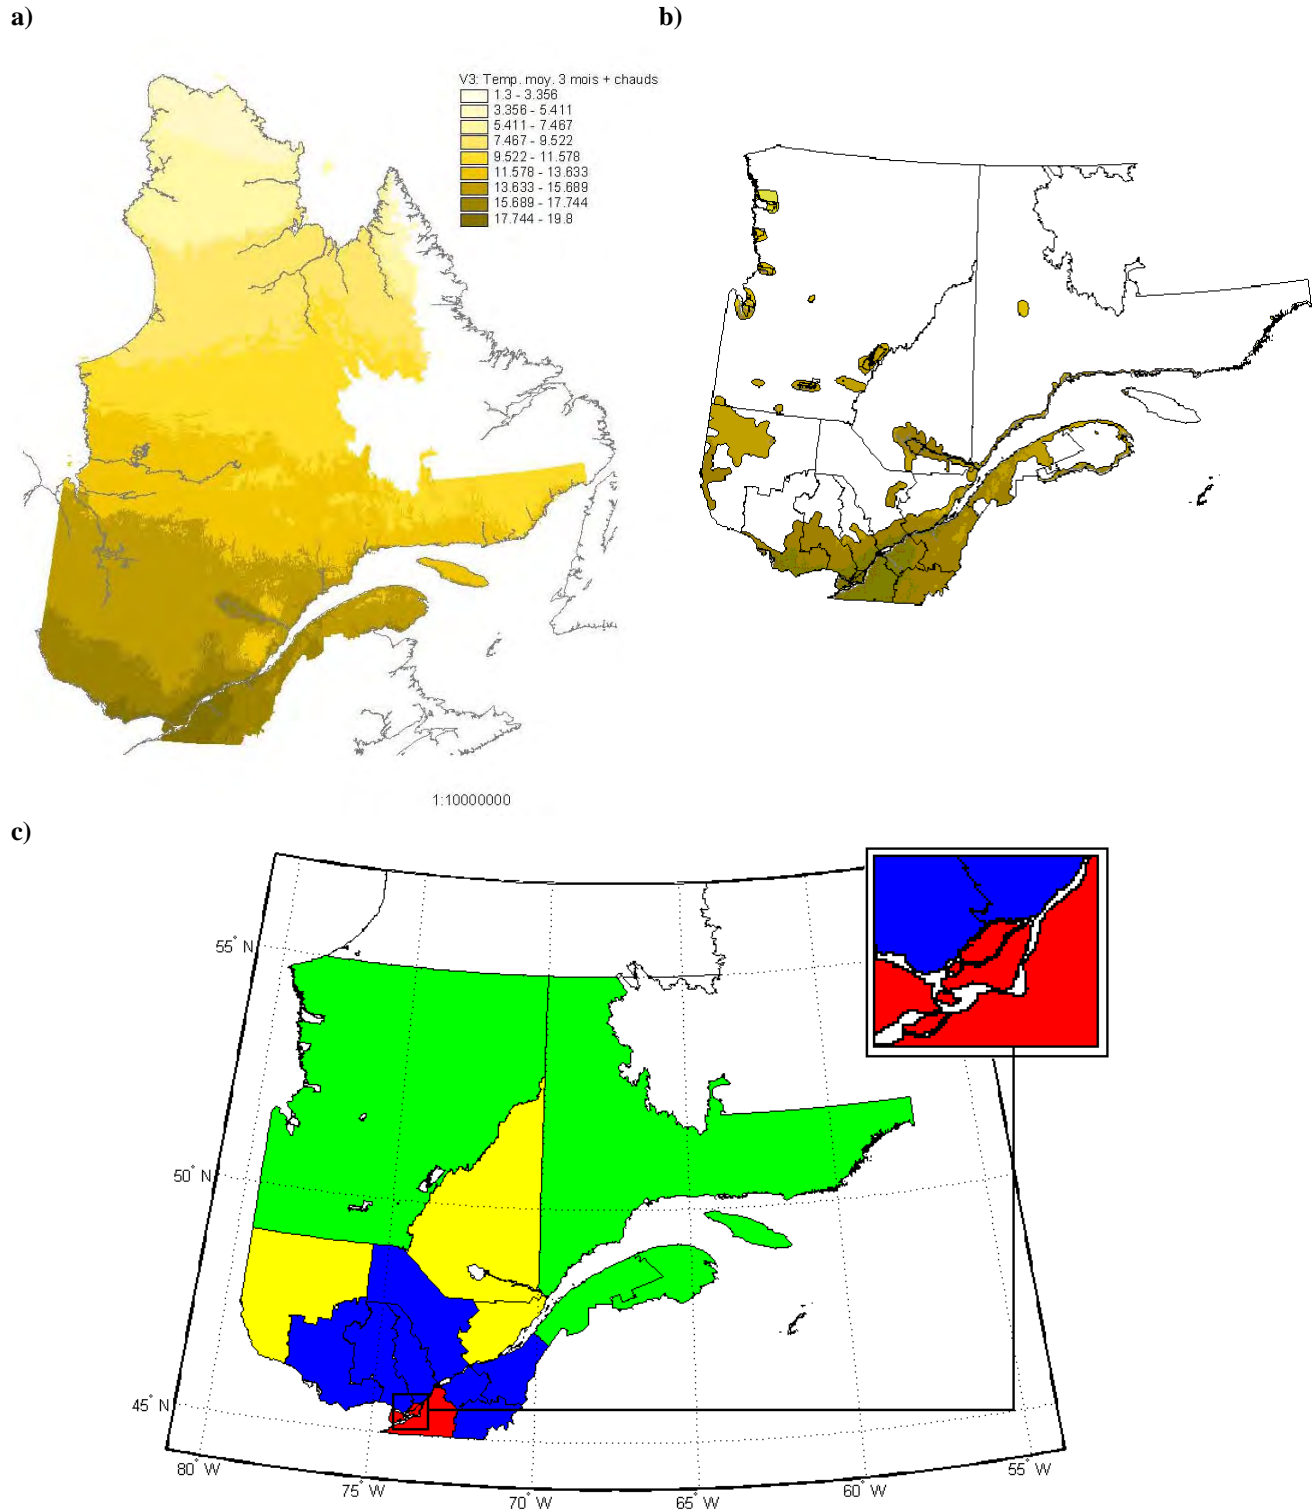 a)
b)
V3: Temp. moy. 3 mois + chauds
1.3 - 3.356
3.356 - 5.411
5.411 - 7.467
7.467 - 9.522
9.522 - 11.578
11.578 - 13.633
13.633 - 15.689
15.689 - 17.744
17.744 - 19.8
1:10000000
c)
55° N
50° N
45° N
80° W
75° W
70° W
65° W
60° W
55° W